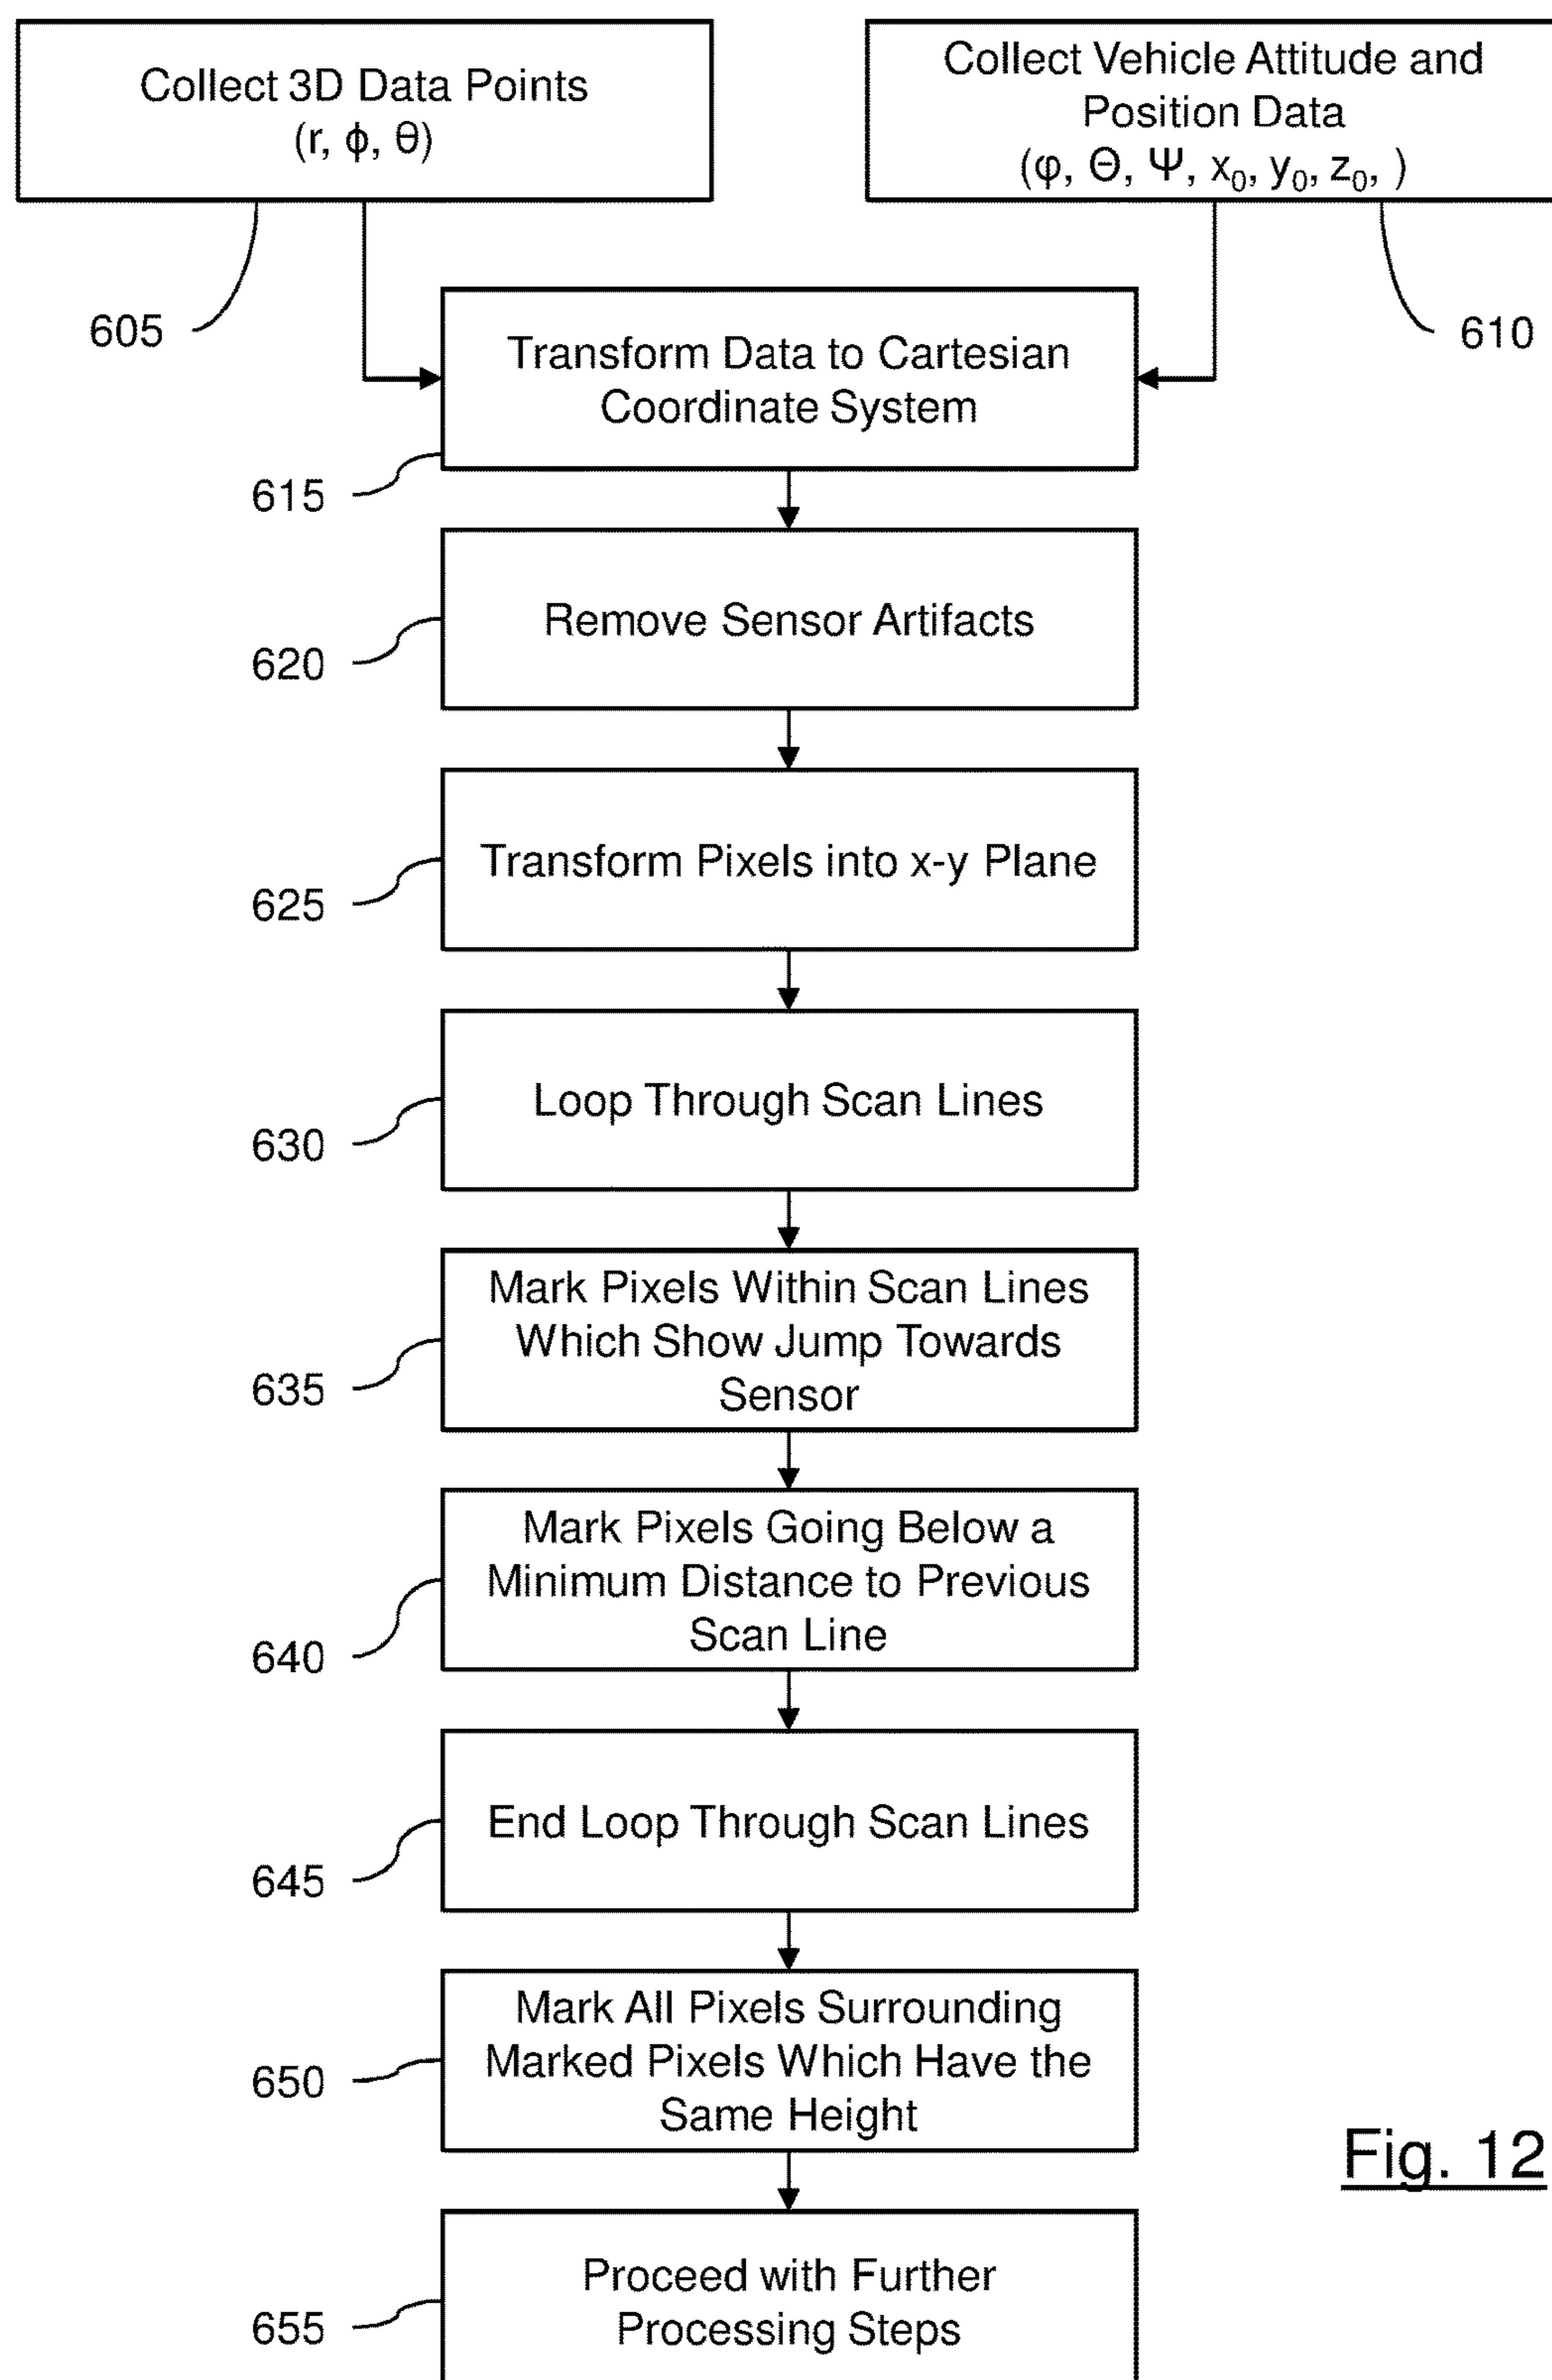 Collect 3D Data Points
(r, ϕ, θ)
Collect Vehicle Attitude and
Position Data
(φ, Θ, Ψ, x₀, y₀, z₀, )
605
610
Transform Data to Cartesian
Coordinate System
615
Remove Sensor Artifacts
620
Transform Pixels into x-y Plane
625
Loop Through Scan Lines
630
Mark Pixels Within Scan Lines
Which Show Jump Towards
Sensor
635
Mark Pixels Going Below a
Minimum Distance to Previous
Scan Line
640
End Loop Through Scan Lines
645
Mark All Pixels Surrounding
Marked Pixels Which Have the
Same Height
650
Fig. 12
Proceed with Further
Processing Steps
655